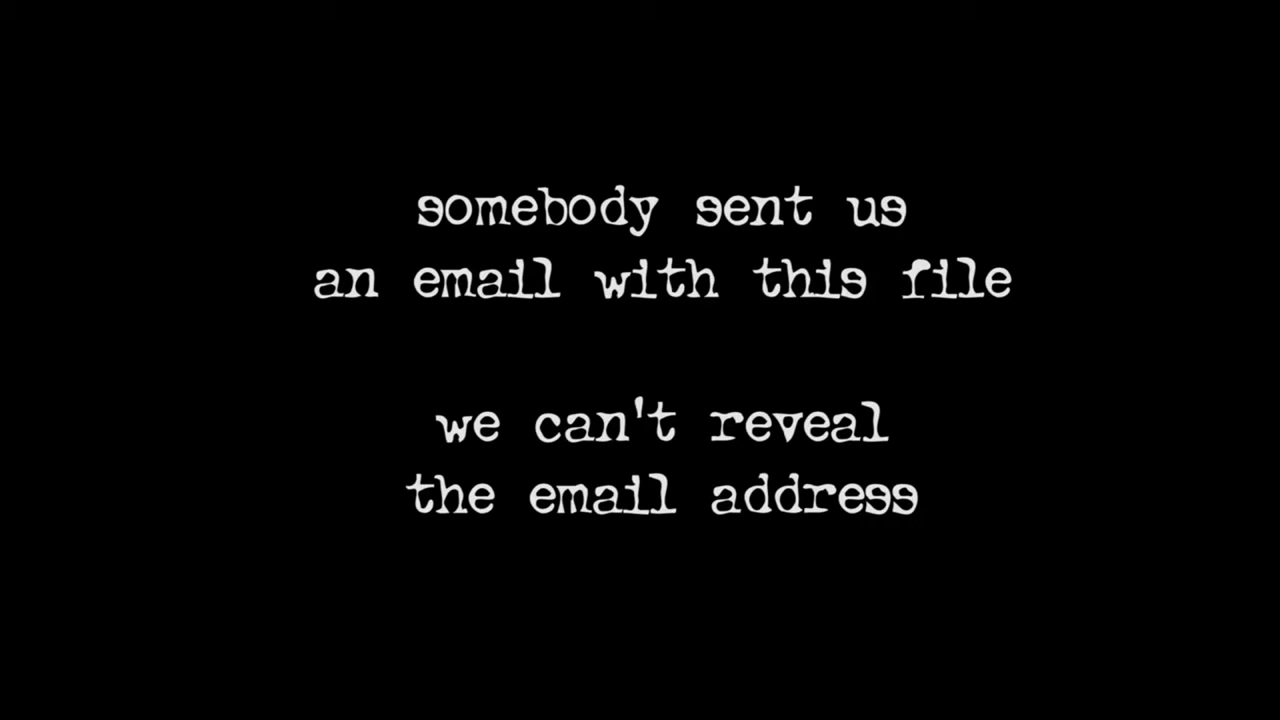 somebody sent us
an email with this file
we can't reveal
the email address